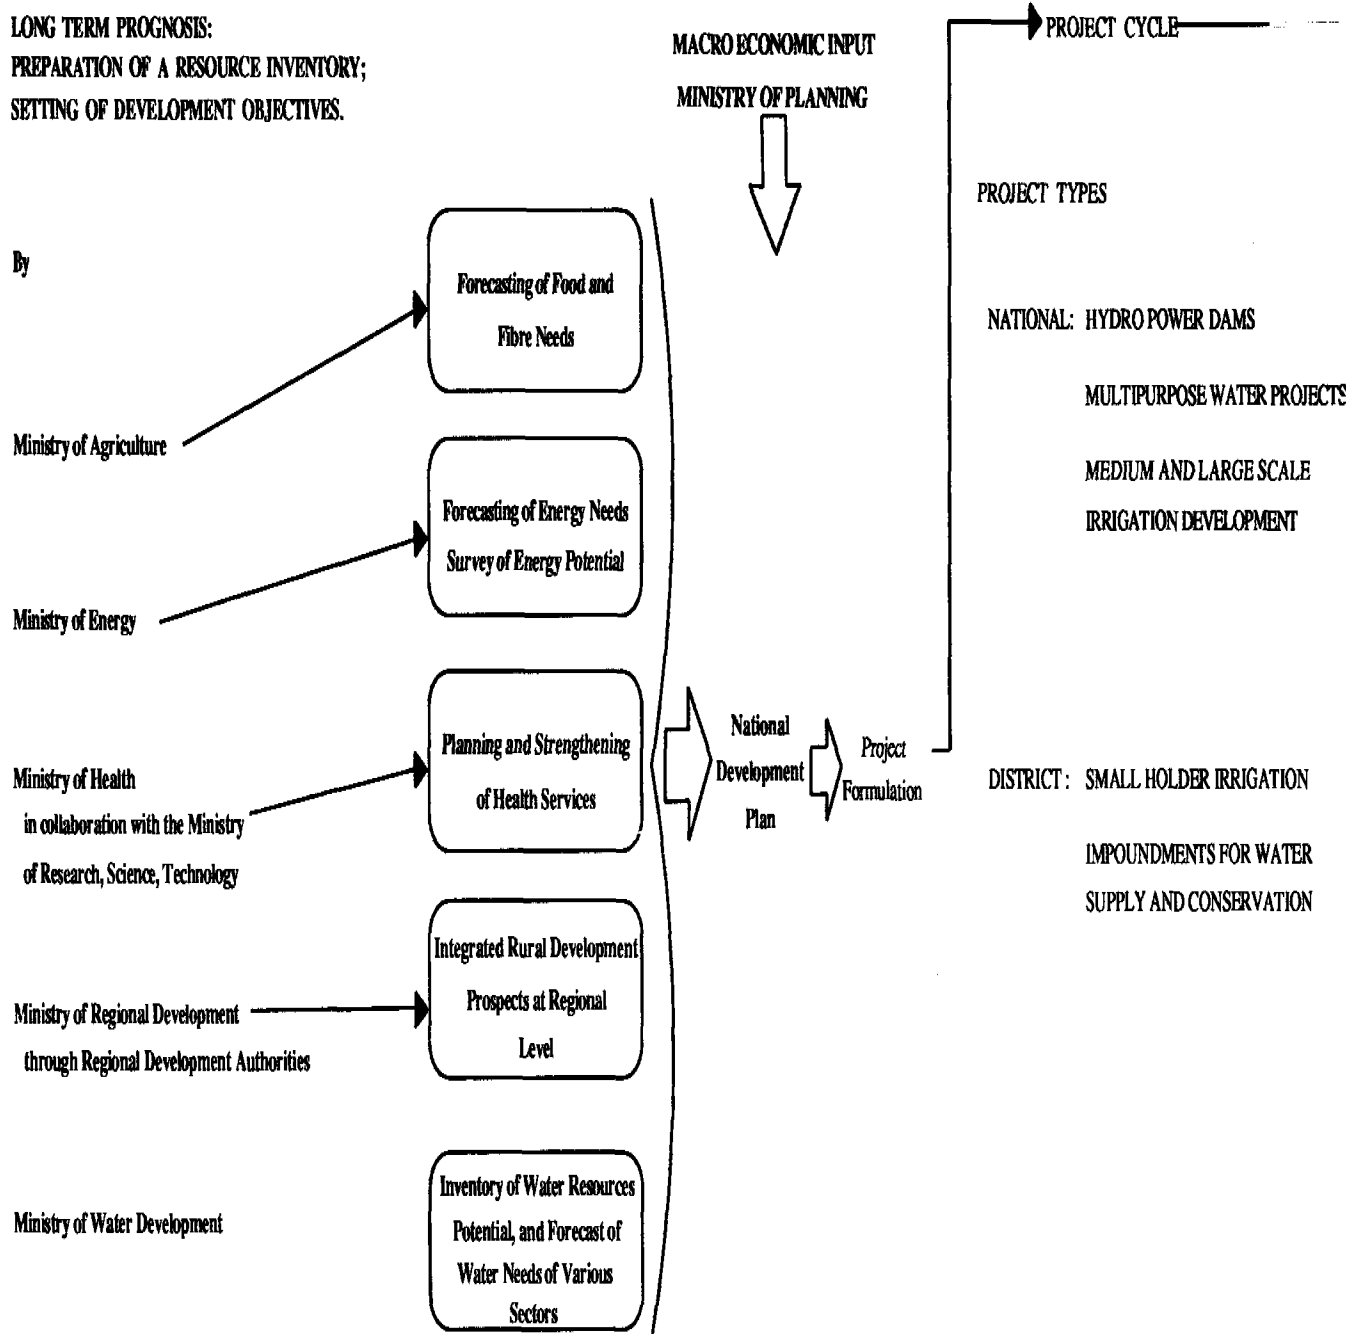 LONG TERM PROGNOSIS:
PREPARATION OF A RESOURCE INVENTORY;
SETTING OF DEVELOPMENT OBJECTIVES.
MACRO ECONOMIC INPUT
MINISTRY OF PLANNING
PROJECT CYCLE
By
Ministry of Agriculture
Ministry of Energy
Ministry of Health
in collaboration with the Ministry
of Research, Science, Technology
Ministry of Regional Development
through Regional Development Authorities
Ministry of Water Development
Forecasting of Food and
Fibre Needs
Forecasting of Energy Needs
Survey of Energy Potential
Planning and Strengthening
of Health Services
Integrated Rural Development
Prospects at Regional
Level
Inventory of Water Resources
Potential, and Forecast of
Water Needs of Various
Sectors
National
Development
Plan
Project
Formulation
PROJECT TYPES
NATIONAL: HYDRO POWER DAMS
MULTIPURPOSE WATER PROJECTS
MEDIUM AND LARGE SCALE
IRRIGATION DEVELOPMENT
DISTRICT: SMALL HOLDER IRRIGATION
IMPOUNDMENTS FOR WATER
SUPPLY AND CONSERVATION